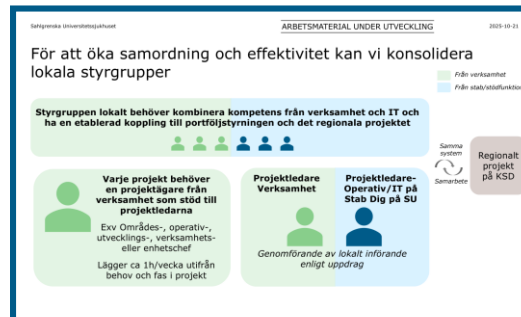 Sahlgrenska Universitetssjukhuset
ARBETSMATERIAL UNDER UTVECKLING
2025-10-21
För att öka samordning och effektivitet kan vi konsolidera
lokala styrgrupper
Från verksamhet
Från stab/stödfunktion
Styrgruppen lokalt behöver kombinera kompetens från verksamhet och IT och
ha en etablerad koppling till portföljstyrningen och det regionala projektet
Samma
system
Samarbete
Regionalt
projekt
på KSD
Varje projekt behöver
en projektägare från
verksamhet som stöd till
projektledarna
Exv Områdes-, operativ-,
utvecklings-, verksamhets-
eller enhetschef
Lägger ca 1h/vecka utifrån
behov och fas i projekt
Projektledare
Verksamhet
Projektledare-
Operativ/IT på
Stab Dig på SU
Genomförande av lokalt införande
enligt uppdrag